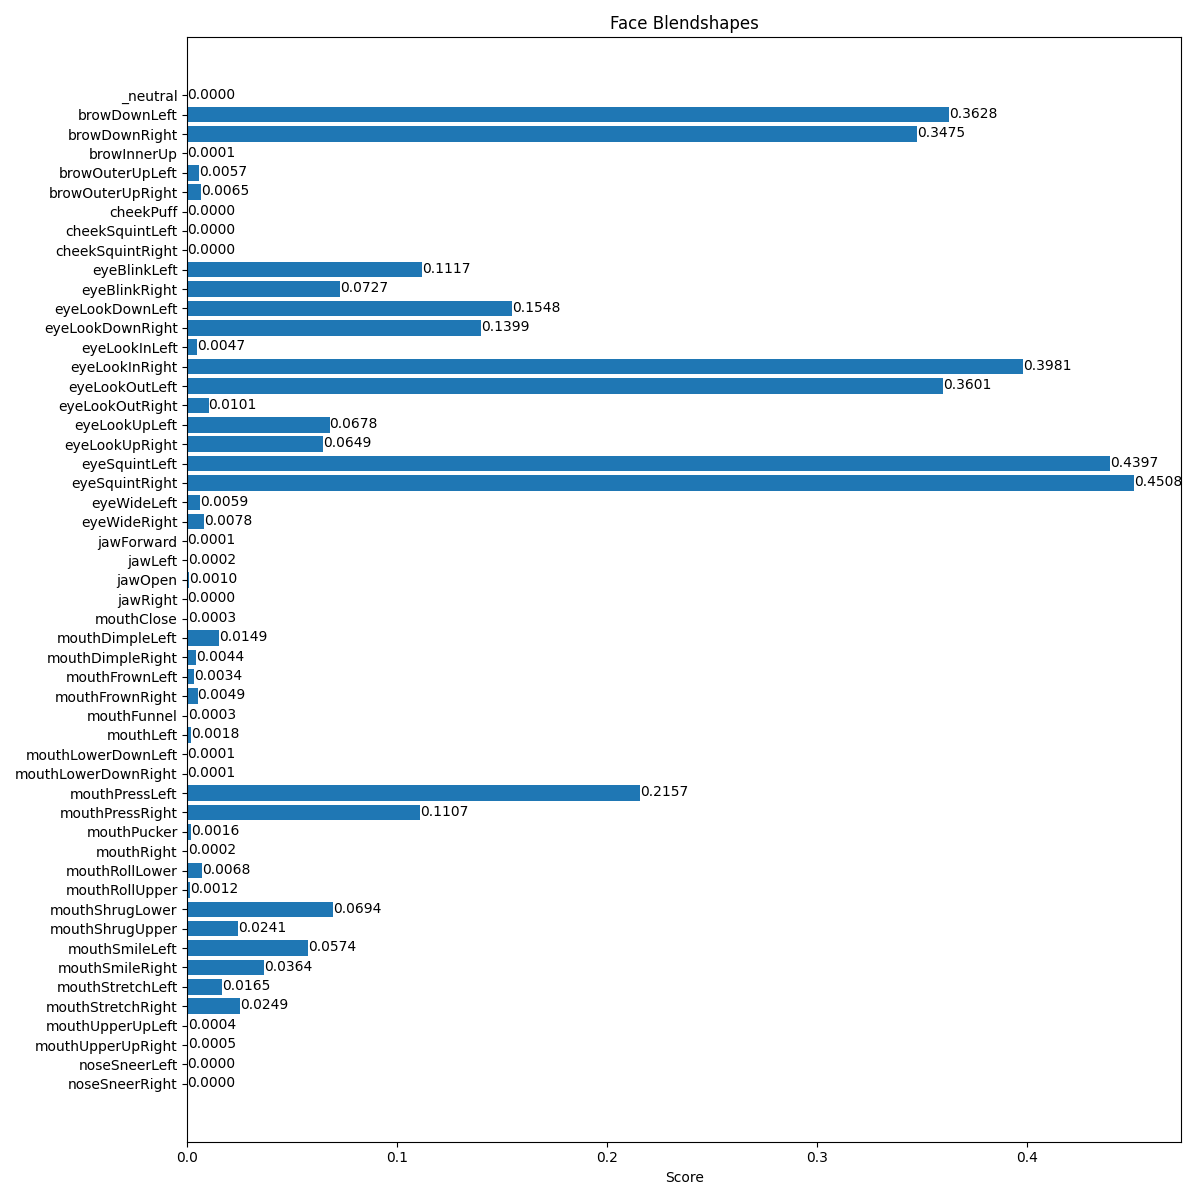 Face Blendshapes
_neutral 0.0000
browDownLeft 0.3628
browDownRight 0.3475
browInnerUp 0.0001
browOuterUpLeft 0.0057
browOuterUpRight 0.0065
cheekPuff 0.0000
cheekSquintLeft 0.0000
cheekSquintRight 0.0000
eyeBlinkLeft 0.1117
eyeBlinkRight 0.0727
eyeLookDownLeft 0.1548
eyeLookDownRight 0.1399
eyeLookInLeft 0.0047
eyeLookInRight 0.3981
eyeLookOutLeft 0.3601
eyeLookOutRight 0.0101
eyeLookUpLeft 0.0678
eyeLookUpRight 0.0649
eyeSquintLeft 0.4397
eyeSquintRight 0.4508
eyeWideLeft 0.0059
eyeWideRight 0.0078
jawForward 0.0001
jawLeft 0.0002
jawOpen 0.0010
jawRight 0.0000
mouthClose 0.0003
mouthDimpleLeft 0.0149
mouthDimpleRight 0.0044
mouthFrownLeft 0.0034
mouthFrownRight 0.0049
mouthFunnel 0.0003
mouthLeft 0.0018
mouthLowerDownLeft 0.0001
mouthLowerDownRight 0.0001
mouthPressLeft 0.2157
mouthPressRight 0.1107
mouthPucker 0.0016
mouthRight 0.0002
mouthRollLower 0.0068
mouthRollUpper 0.0012
mouthShrugLower 0.0694
mouthShrugUpper 0.0241
mouthSmileLeft 0.0574
mouthSmileRight 0.0364
mouthStretchLeft 0.0165
mouthStretchRight 0.0249
mouthUpperUpLeft 0.0004
mouthUpperUpRight 0.0005
noseSneerLeft 0.0000
noseSneerRight 0.0000
0.0 0.1 0.2 0.3 0.4
Score